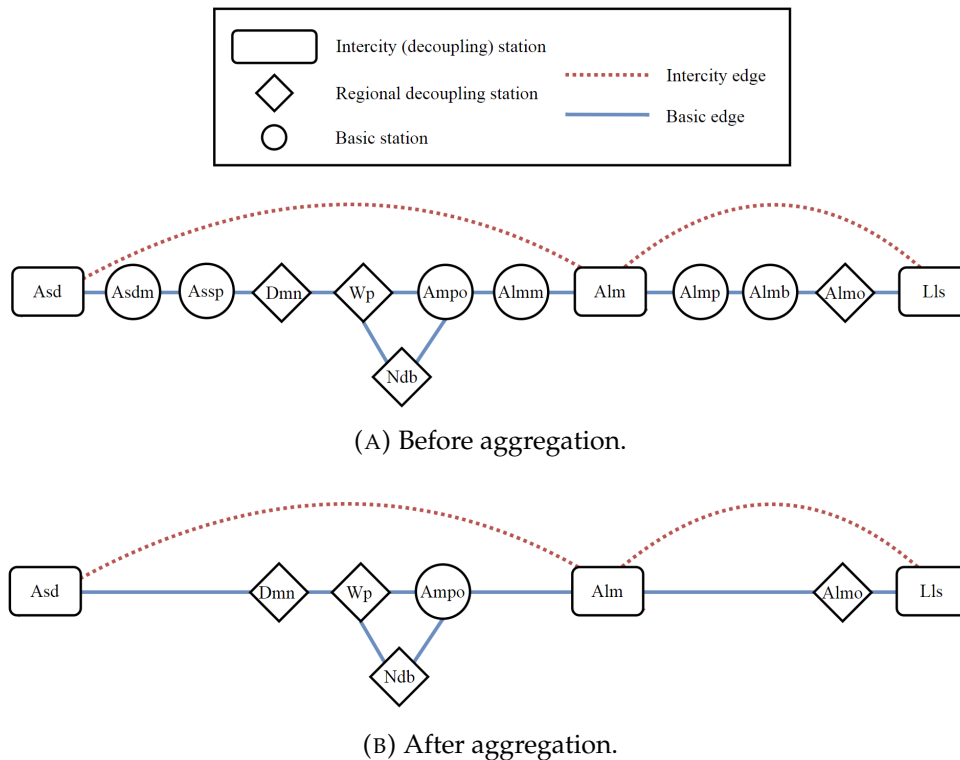 Intercity (decoupling) station
Regional decoupling station
Basic station
Intercity edge
Basic edge
Asd Asdm Assp Dmn Wp Ampo Almm Alm Almp Almb Almo Lls
Ndb
(A) Before aggregation.
Asd Dmn Wp Ampo Alm Almo Lls
Ndb
(B) After aggregation.